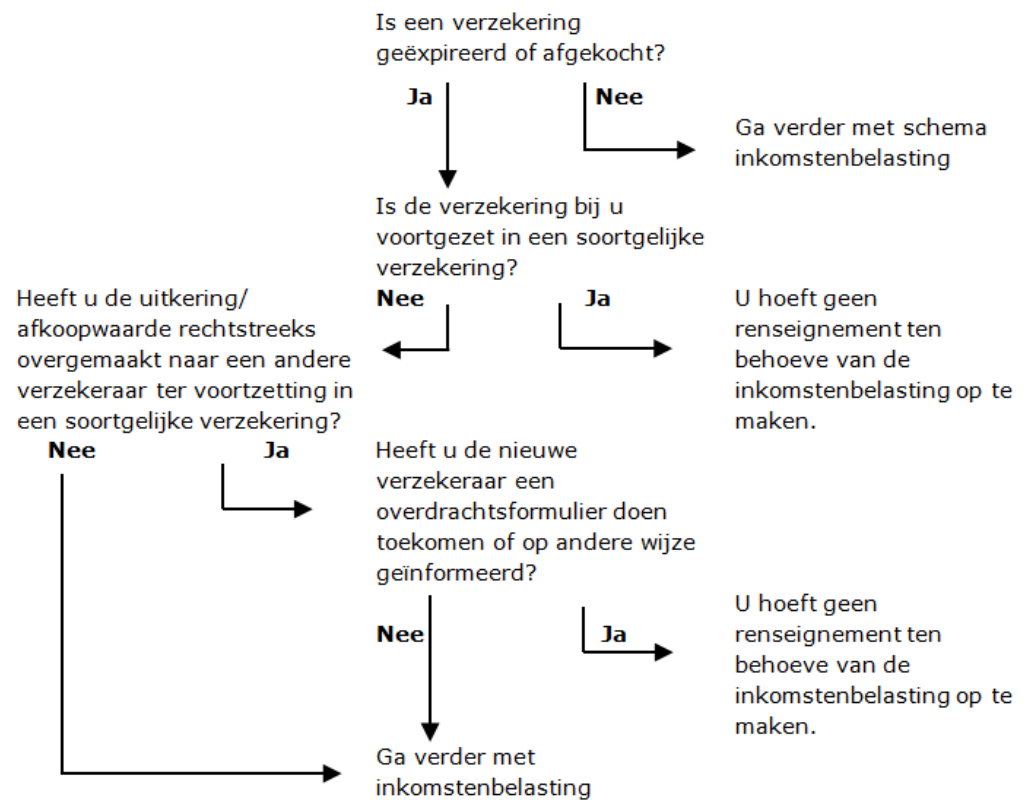 Is een verzekering
geëxpireerd of afgekocht?
Ja
Nee
Ga verder met schema
inkomstenbelasting
Is de verzekering bij u
voortgezet in een soortgelijke
verzekering?
Nee
Ja
U hoeft geen
renseignement ten
behoeve van de
inkomstenbelasting op te
maken.
Heeft u de uitkering/
afkoopwaarde rechtstreeks
overgemaakt naar een andere
verzekeraar ter voortzetting in
een soortgelijke verzekering?
Nee
Ja
Heeft u de nieuwe
verzekeraar een
overdrachtsformulier doen
toekomen of op andere wijze
geïnformeerd?
Nee
Ja
U hoeft geen
renseignement ten
behoeve van de
inkomstenbelasting op te
maken.
Ga verder met
inkomstenbelasting